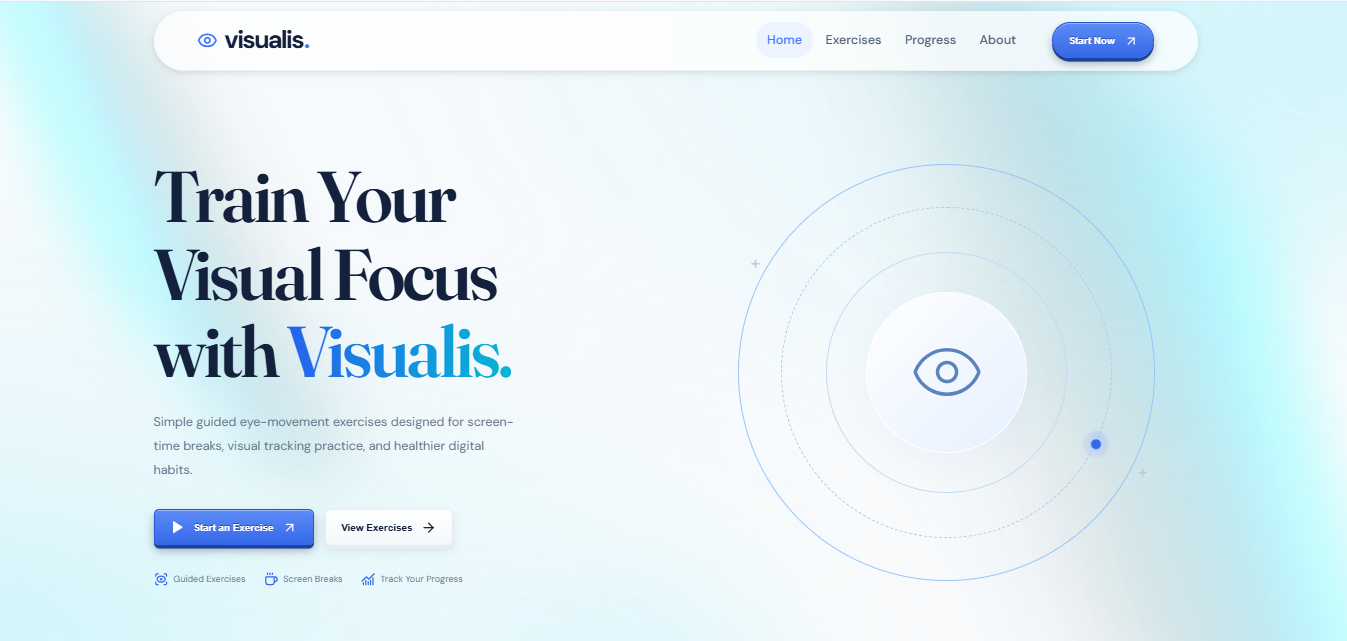 visualis.
Home
Exercises
Progress
About
Start Now
Train Your
Visual Focus
with Visualis.
Simple guided eye-movement exercises designed for screen-
time breaks, visual tracking practice, and healthier digital
habits.
Start an Exercise
View Exercises
Guided Exercises
Screen Breaks
Track Your Progress